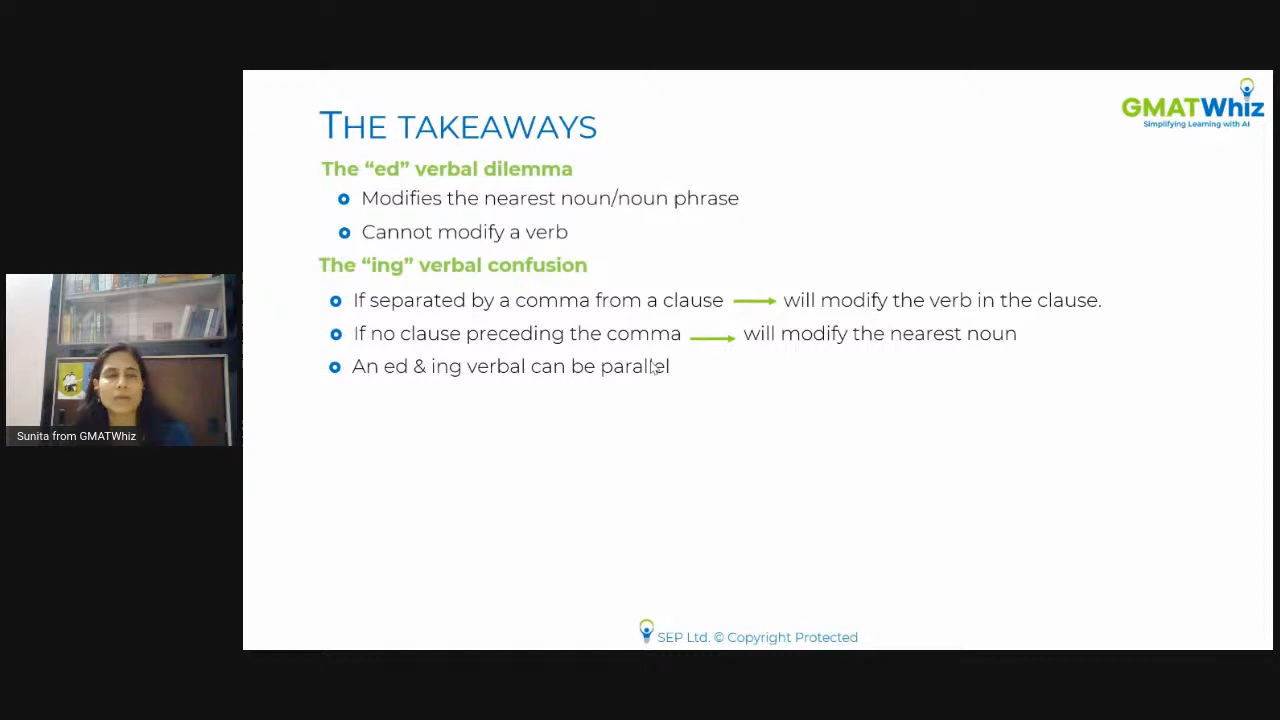 GMATWhiz
Simplifying Learning with AI
THE TAKEAWAYS
The “ed” verbal dilemma
Modifies the nearest noun/noun phrase
Cannot modify a verb
The “ing” verbal confusion
If separated by a comma from a clause will modify the verb in the clause.
If no clause preceding the comma will modify the nearest noun
An ed & ing verbal can be parallel
Sunita from GMATWhiz
SEP Ltd. © Copyright Protected